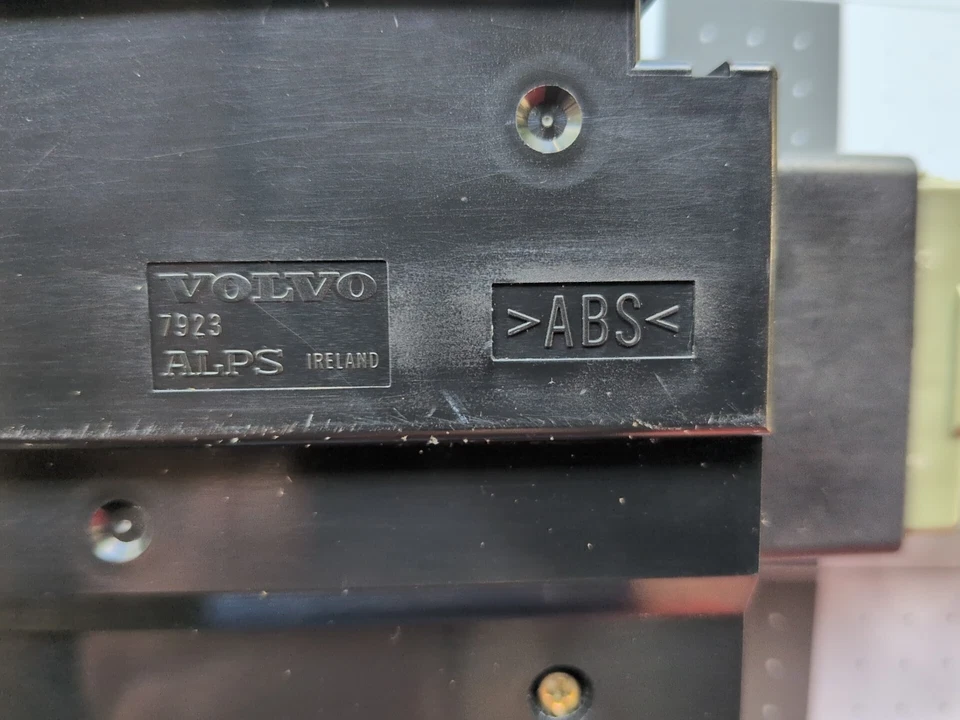 VOLVO
7923
ALPS IRELAND
>ABS<